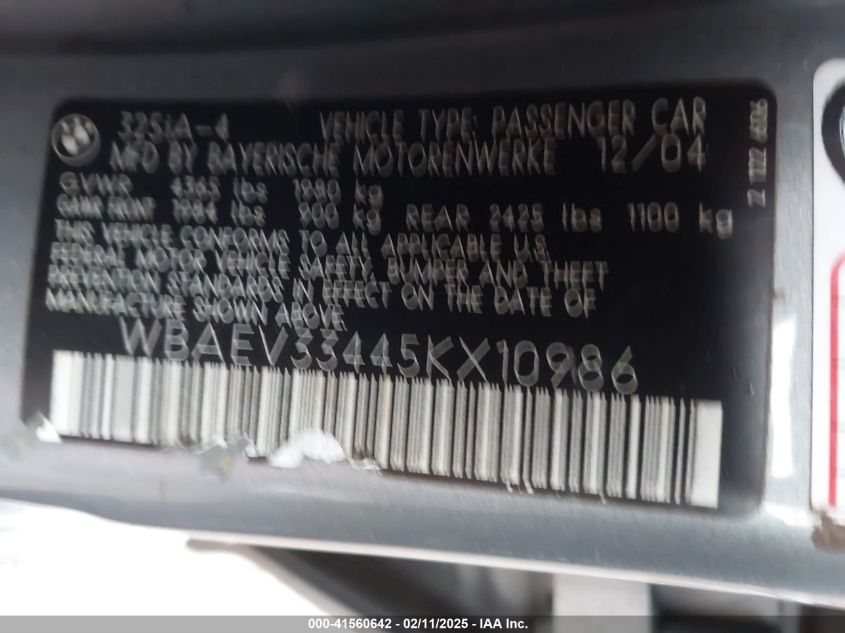 325iA-4 VEHICLE TYPE: PASSENGER CAR
MFD BY BAYERISCHE MOTORENWERKE 12/04
GVWR 4365 lbs 1980 kg
GAWR FRONT 1984 lbs 900 kg REAR 2425 lbs 1100 kg
THIS VEHICLE CONFORMS TO ALL APPLICABLE U.S.
FEDERAL MOTOR VEHICLE SAFETY, BUMPER AND THEFT
PREVENTION STANDARDS IN EFFECT ON THE DATE OF
MANUFACTURE SHOWN ABOVE.
WBAEV33445KX10986
000-41560642 - 02/11/2025 - IAA Inc.